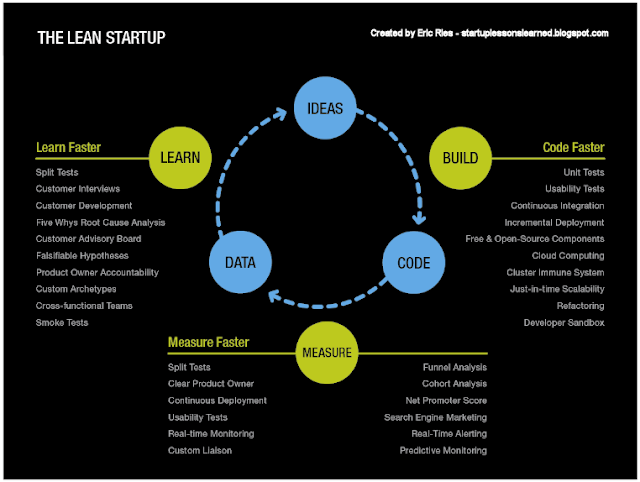 THE LEAN STARTUP
Created by Eric Ries - startuplessonslearned.blogspot.com
IDEAS
Learn Faster
LEARN
Split Tests
Customer Interviews
Customer Development
Five Whys Root Cause Analysis
Customer Advisory Board
Falsifiable Hypotheses
Product Owner Accountability
Custom Archetypes
Cross-functional Teams
Smoke Tests
BUILD
Code Faster
Unit Tests
Usability Tests
Continuous Integration
Incremental Deployment
Free & Open-Source Components
Cloud Computing
Cluster Immune System
Just-in-time Scalability
Refactoring
Developer Sandbox
DATA
CODE
Measure Faster
MEASURE
Split Tests
Clear Product Owner
Continuous Deployment
Usability Tests
Real-time Monitoring
Custom Liaison
Funnel Analysis
Cohort Analysis
Net Promoter Score
Search Engine Marketing
Real-Time Alerting
Predictive Monitoring